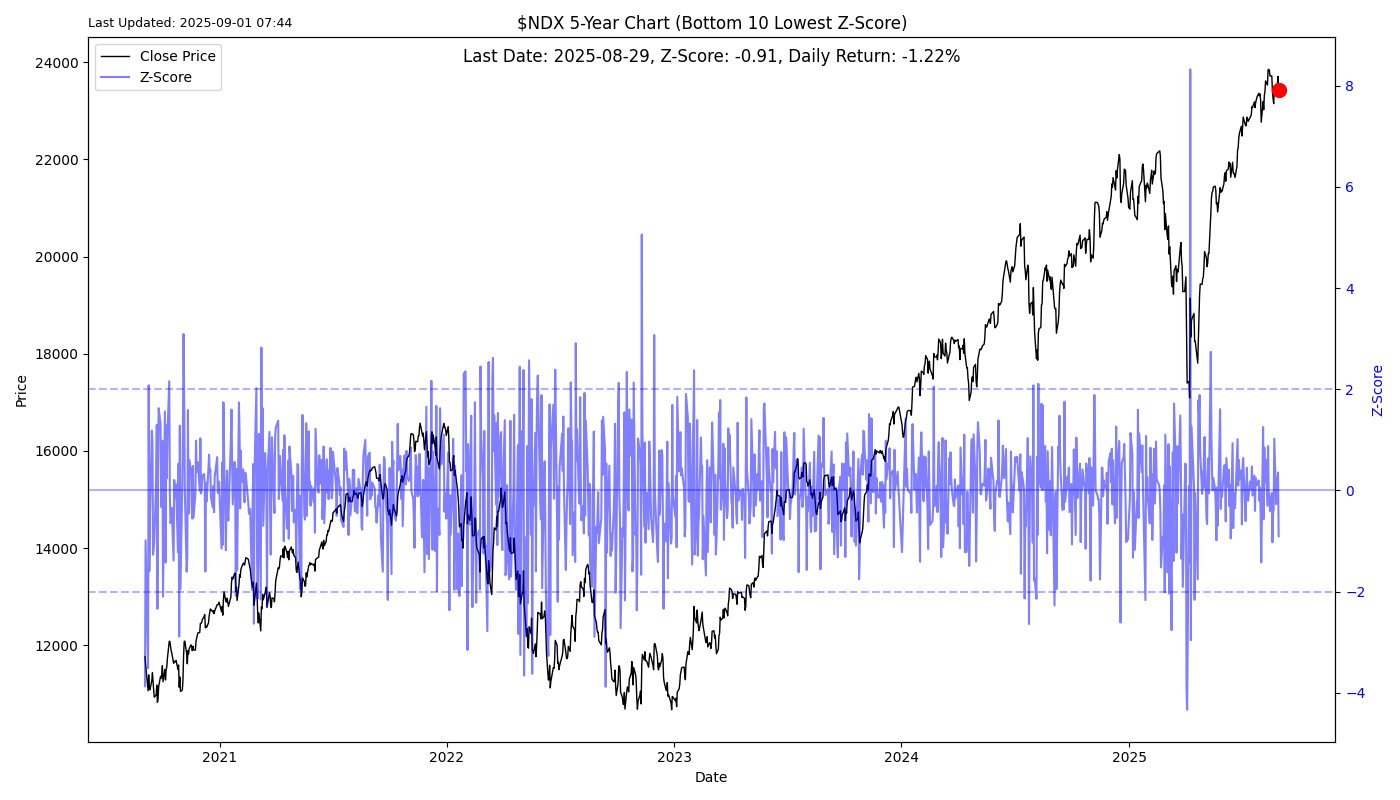 Last Updated: 2025-09-01 07:44
$NDX 5-Year Chart (Bottom 10 Lowest Z-Score)
Last Date: 2025-08-29, Z-Score: -0.91, Daily Return: -1.22%
Close Price
Z-Score
24000
22000
20000
18000
16000
14000
12000
Price
8
6
4
2
0
−2
−4
Z-Score
2021 2022 2023 2024 2025
Date